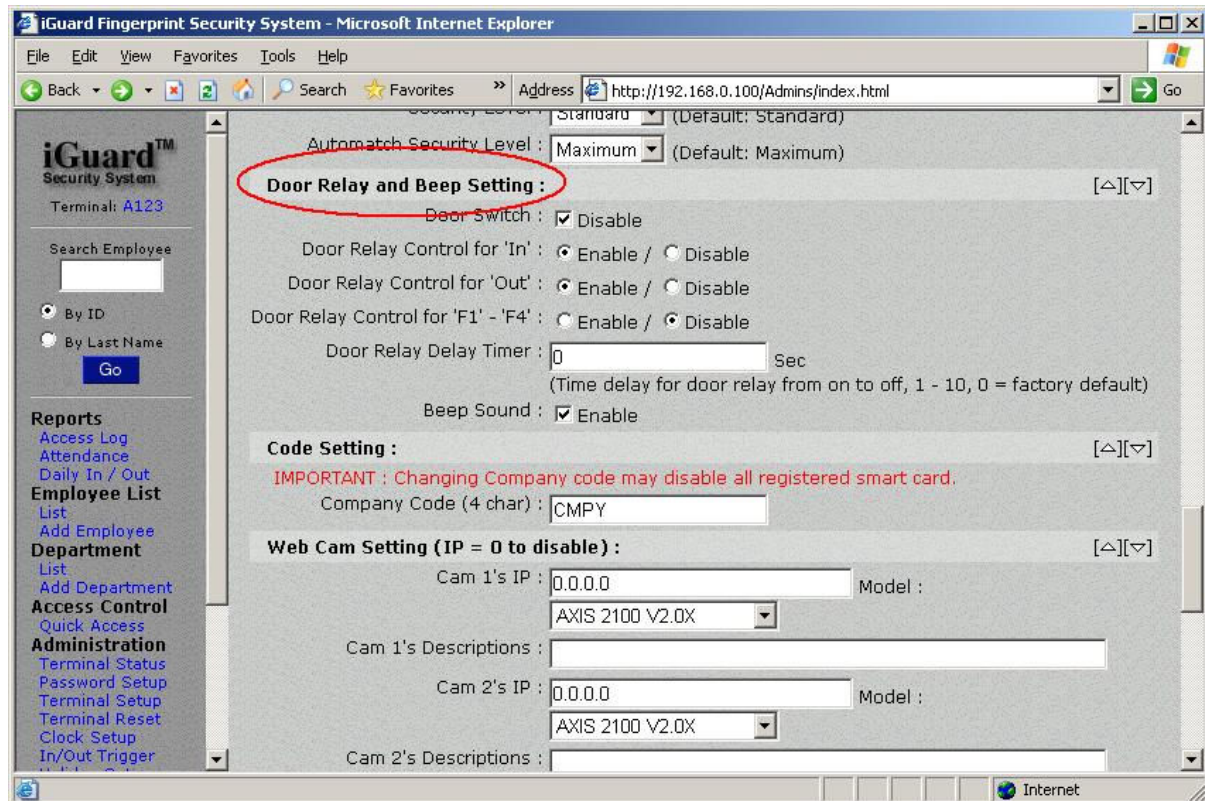 iGuard Fingerprint Security System - Microsoft Internet Explorer
File Edit View Favorites Tools Help
Back Search Favorites » Address http://192.168.0.100/Admins/index.html Go
iGuard™
Security System
Terminal: A123
Search Employee
By ID
By Last Name
Go
Reports
Access Log
Attendance
Daily In / Out
Employee List
List
Add Employee
Department
List
Add Department
Access Control
Quick Access
Administration
Terminal Status
Password Setup
Terminal Setup
Terminal Reset
Clock Setup
In/Out Trigger
Security Level : Standard (Default: Standard)
Automatch Security Level : Maximum (Default: Maximum)
Door Relay and Beep Setting : [△][▽]
Door Switch : Disable
Door Relay Control for 'In' : Enable / Disable
Door Relay Control for 'Out' : Enable / Disable
Door Relay Control for 'F1' - 'F4' : Enable / Disable
Door Relay Delay Timer : 0 Sec
(Time delay for door relay from on to off, 1 - 10, 0 = factory default)
Beep Sound : Enable
Code Setting : [△][▽]
IMPORTANT : Changing Company code may disable all registered smart card.
Company Code (4 char) : CMPY
Web Cam Setting (IP = 0 to disable) : [△][▽]
Cam 1's IP : 0.0.0.0 Model :
AXIS 2100 V2.0X
Cam 1's Descriptions :
Cam 2's IP : 0.0.0.0 Model :
AXIS 2100 V2.0X
Cam 2's Descriptions :
Internet